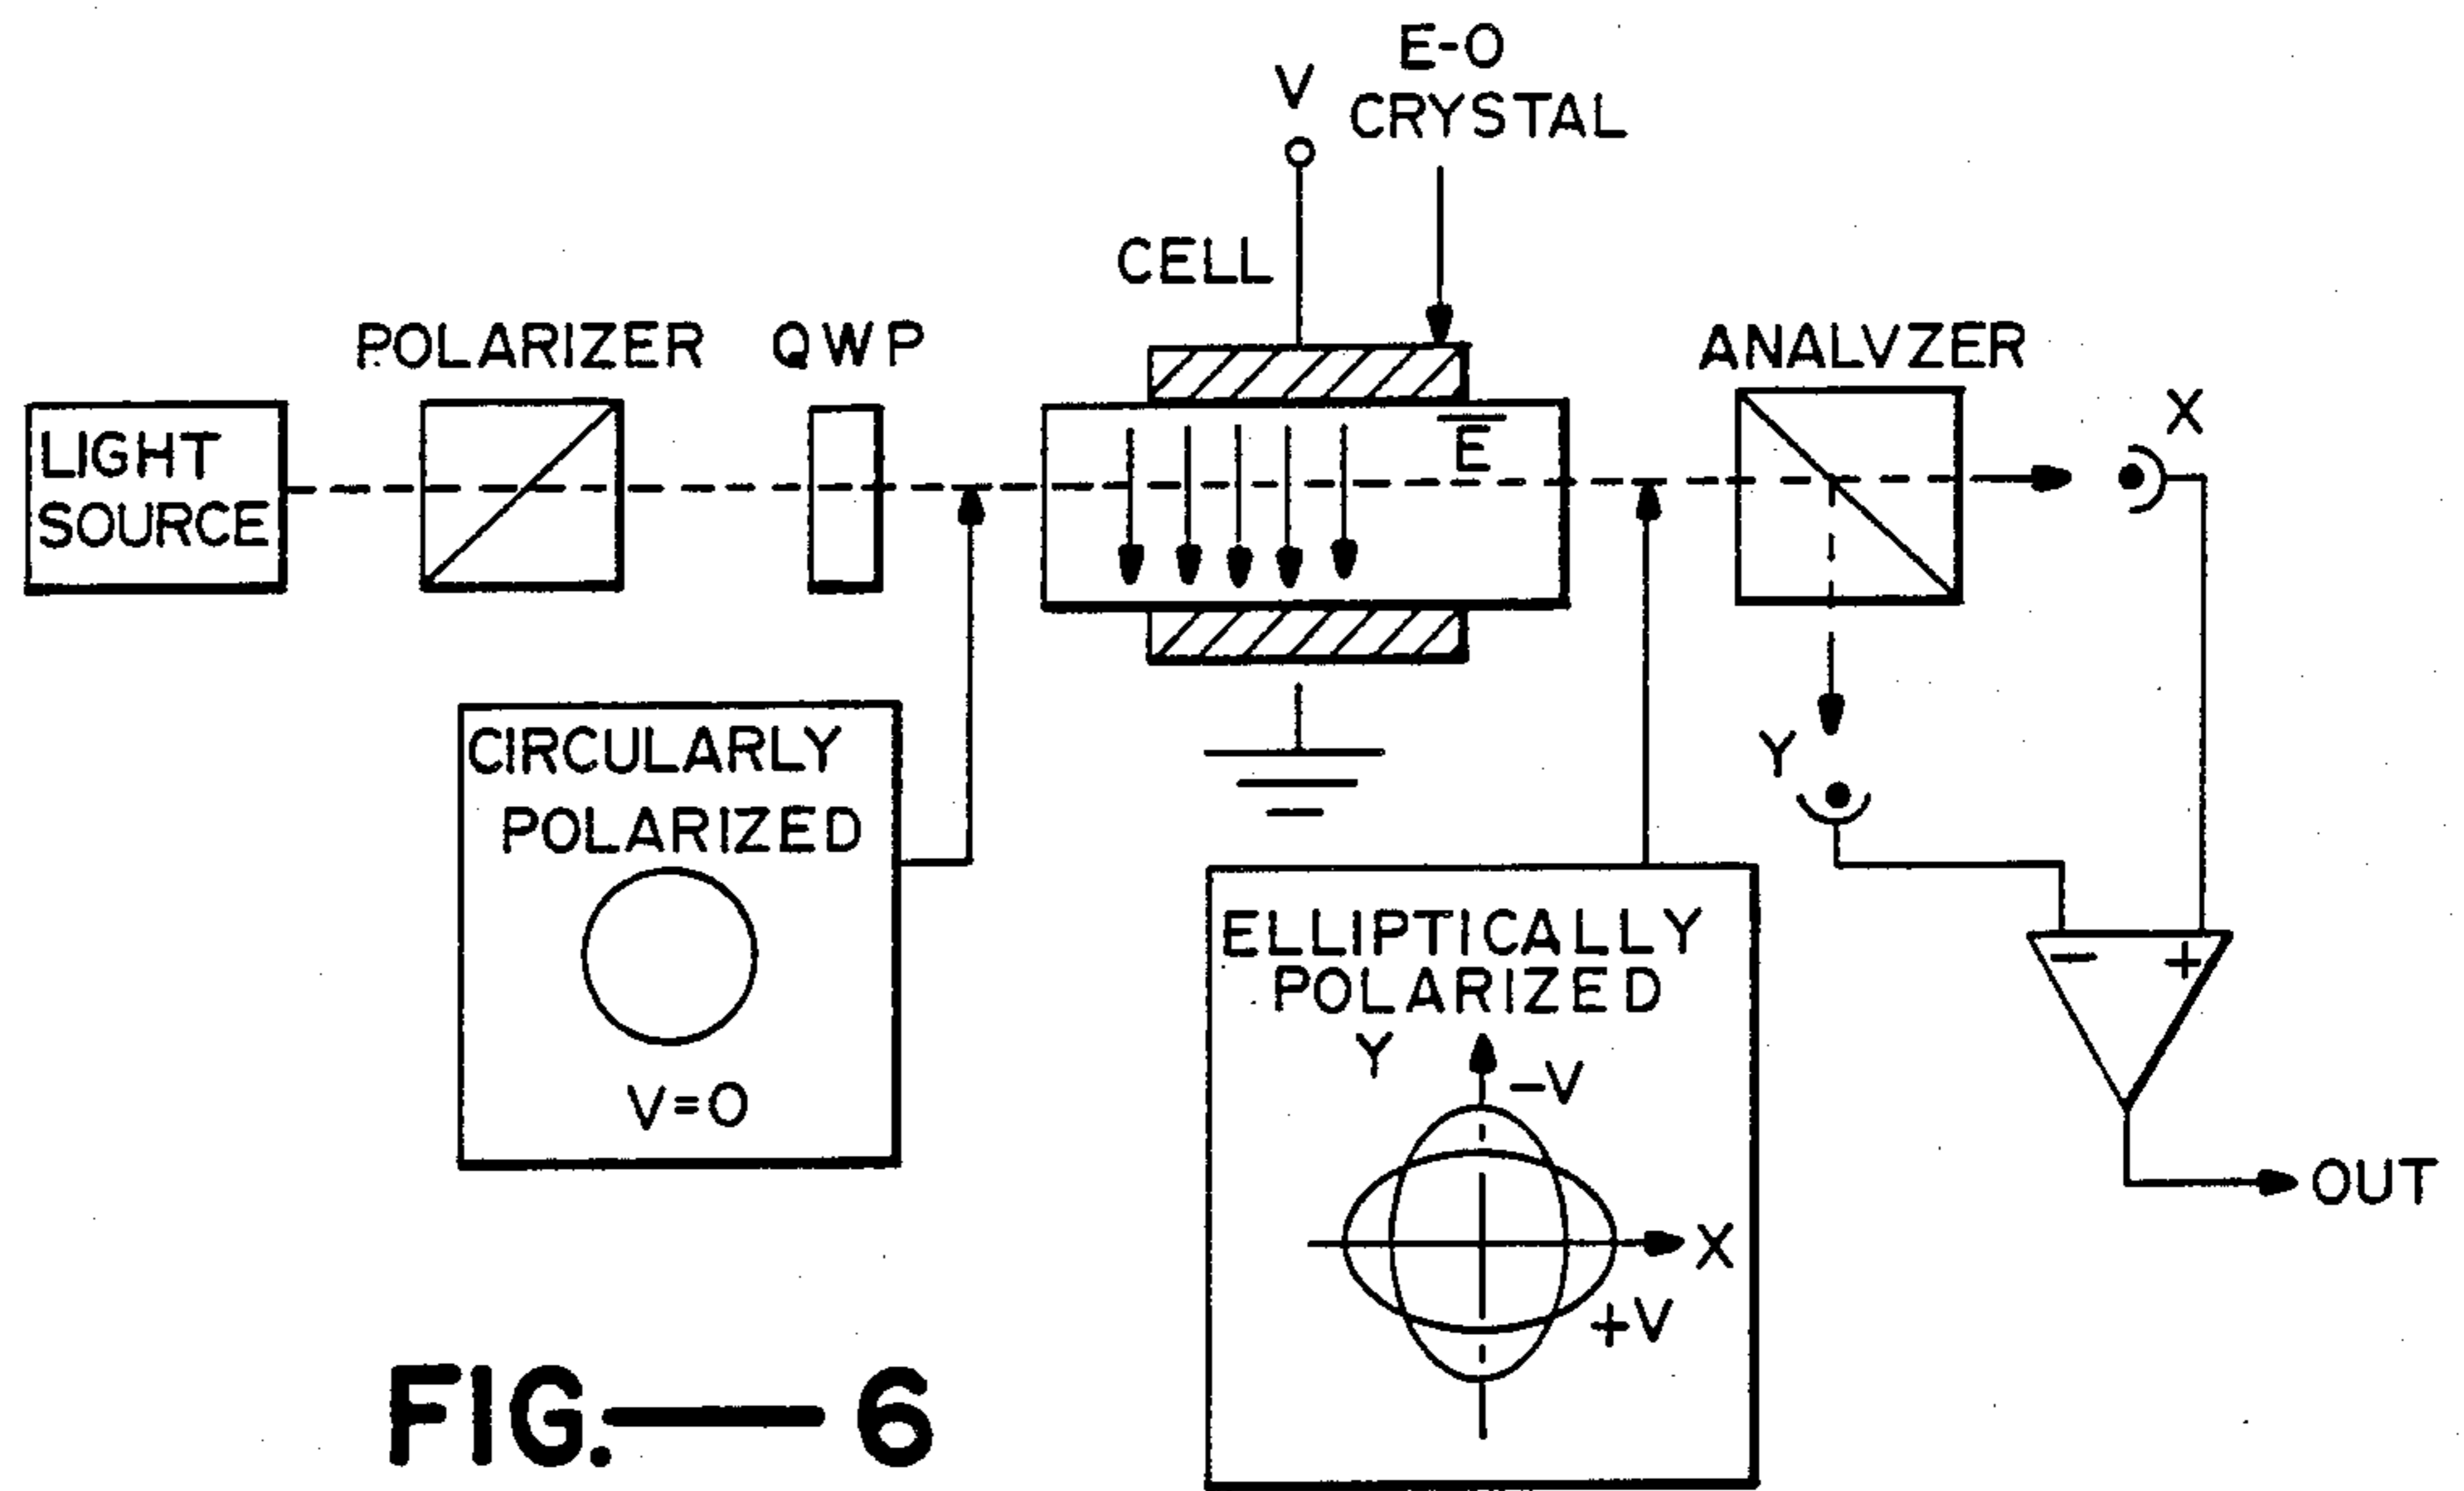 E-O
CRYSTAL
V
CELL
POLARIZER
QWP
ANALVZER
LIGHT
SOURCE
E
X
CIRCULARLY
POLARIZED
V=O
Y
ELLIPTICALLY
POLARIZED
Y
-V
X
+V
- +
OUT
FIG.—6